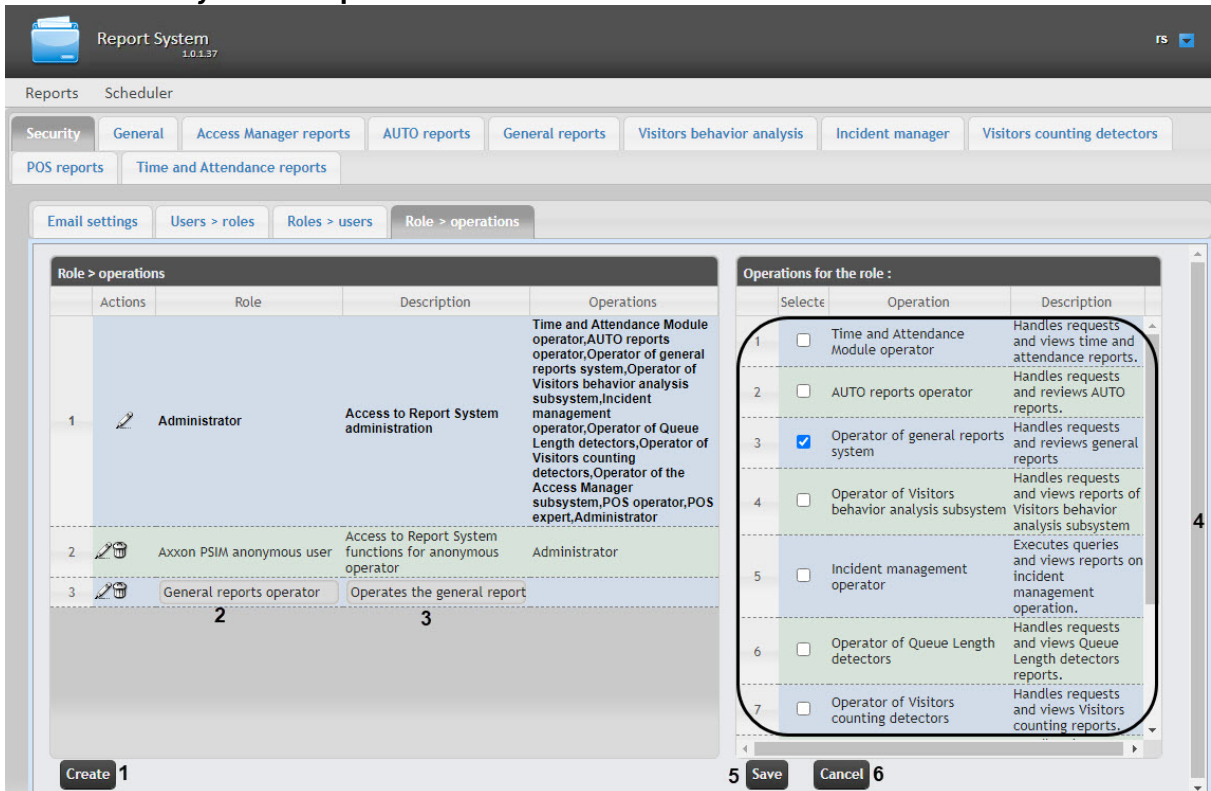 Report System
1.0.1.37
rs
Reports Scheduler
Security General Access Manager reports AUTO reports General reports Visitors behavior analysis Incident manager Visitors counting detectors
POS reports Time and Attendance reports
Email settings Users > roles Roles > users Role > operations
Role > operations
Actions Role Description Operations
1 Administrator
Access to Report System
administration
Time and Attendance Module
operator,AUTO reports
operator,Operator of general
reports system,Operator of
Visitors behavior analysis
subsystem,Incident
management
operator,Operator of Queue
Length detectors,Operator of
Visitors counting
detectors,Operator of the
Access Manager
subsystem,POS operator,POS
expert,Administrator
2 Axxon PSIM anonymous user
Access to Report System
functions for anonymous
operator
Administrator
3 General reports operator Operates the general report
2 3
Create 1
Operations for the role :
Selecte Operation Description
1 Time and Attendance
Module operator
Handles requests
and views time and
attendance reports.
2 AUTO reports operator
Handles requests
and reviews AUTO
reports.
3 Operator of general reports
system
Handles requests
and reviews general
reports
4 Operator of Visitors
behavior analysis subsystem
Handles requests
and views reports of
Visitors behavior
analysis subsystem
5 Incident management
operator
Executes queries
and views reports on
incident
management
operation.
6 Operator of Queue Length
detectors
Handles requests
and views Queue
Length detectors
reports.
7 Operator of Visitors
counting detectors
Handles requests
and views Visitors
counting reports.
4
5 Save Cancel 6